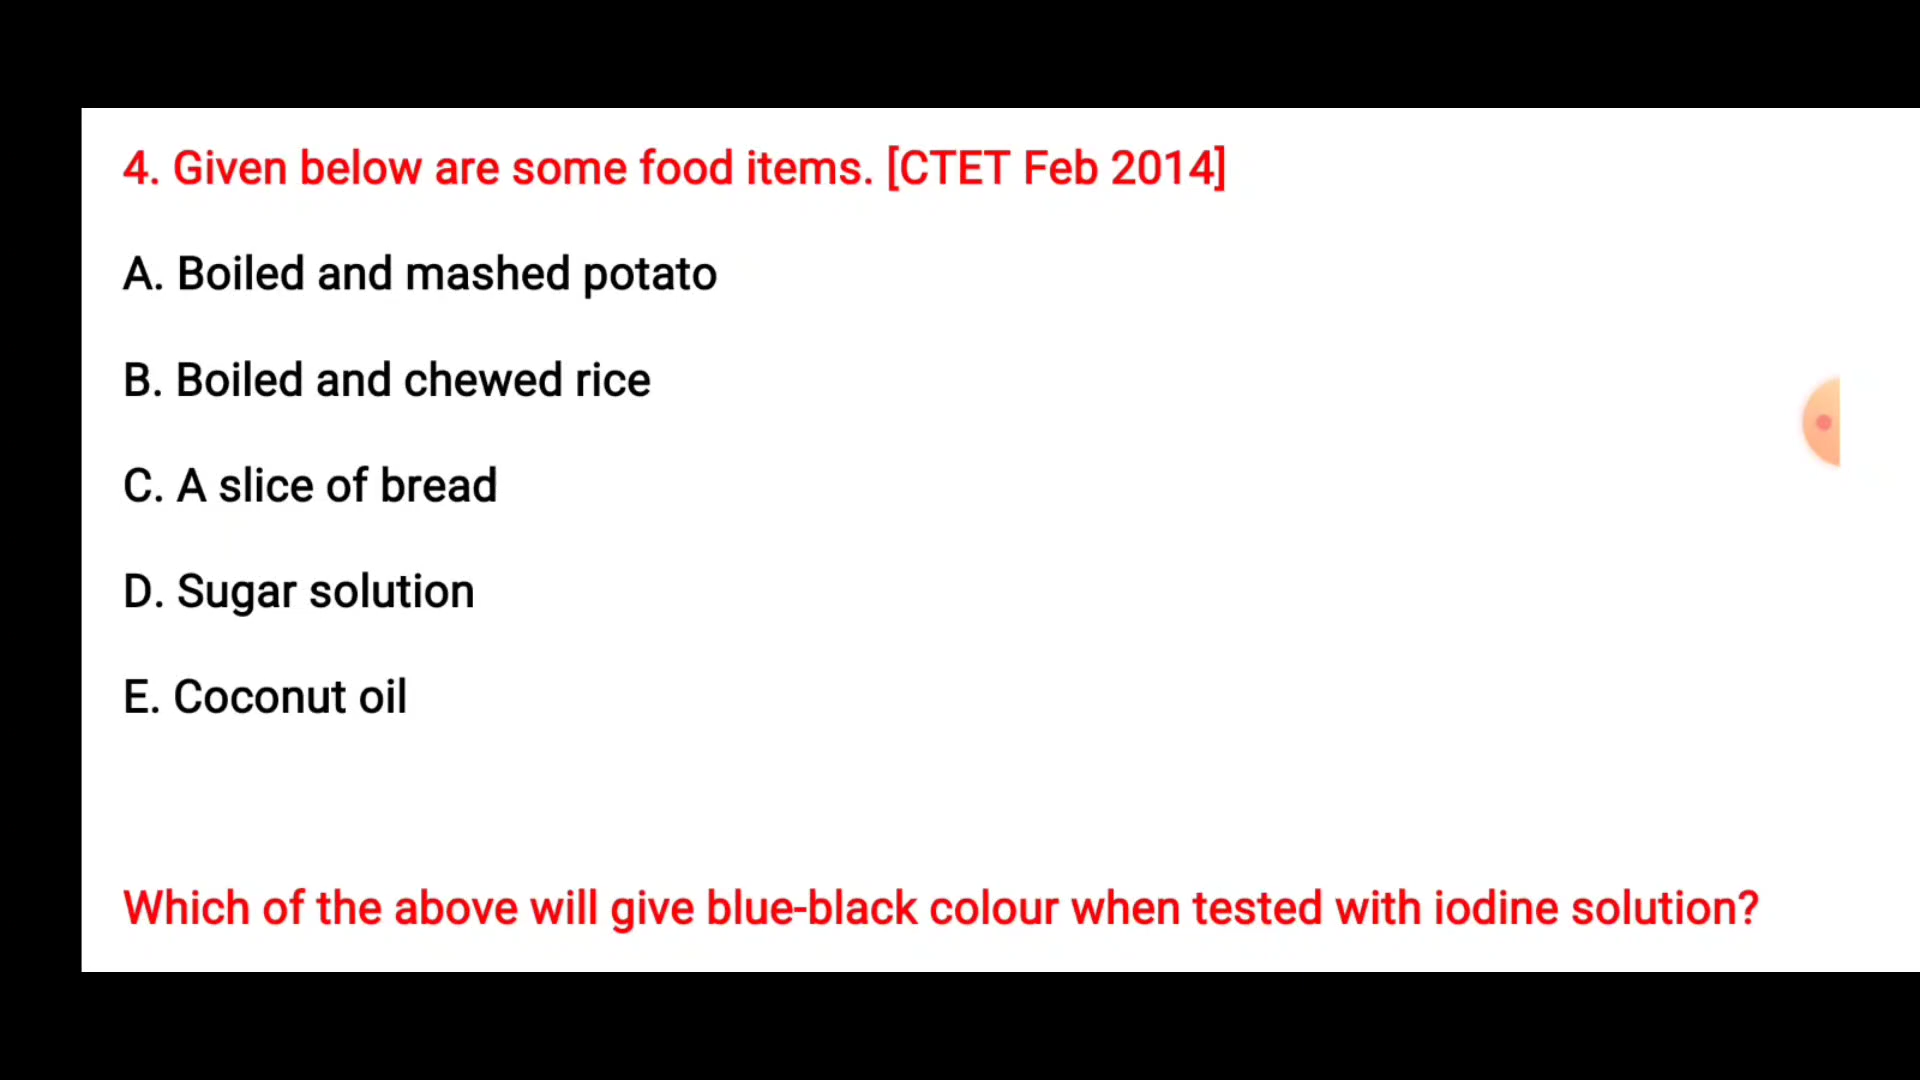 4. Given below are some food items. [CTET Feb 2014]
A. Boiled and mashed potato
B. Boiled and chewed rice
C. A slice of bread
D. Sugar solution
E. Coconut oil
Which of the above will give blue-black colour when tested with iodine solution?